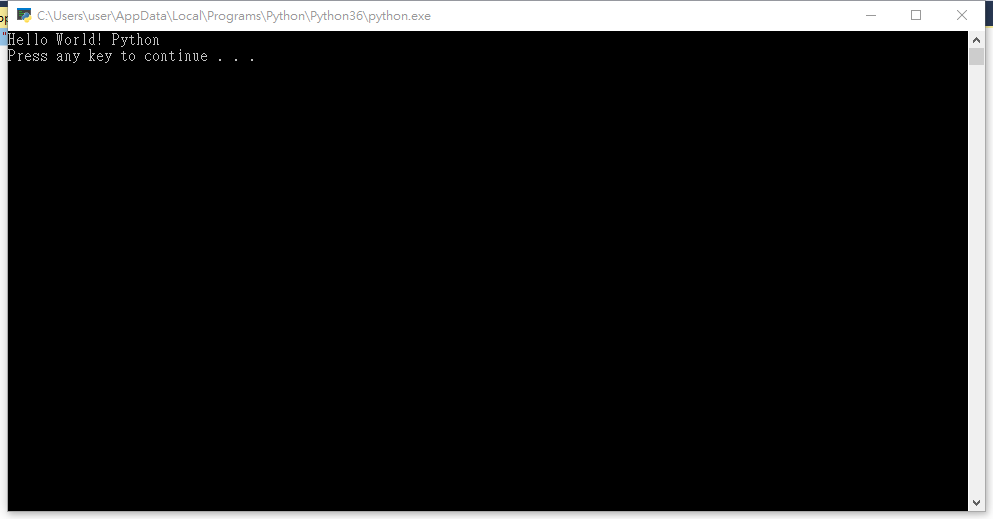 C:\Users\user\AppData\Local\Programs\Python\Python36\python.exe
Hello World! Python
Press any key to continue . . .